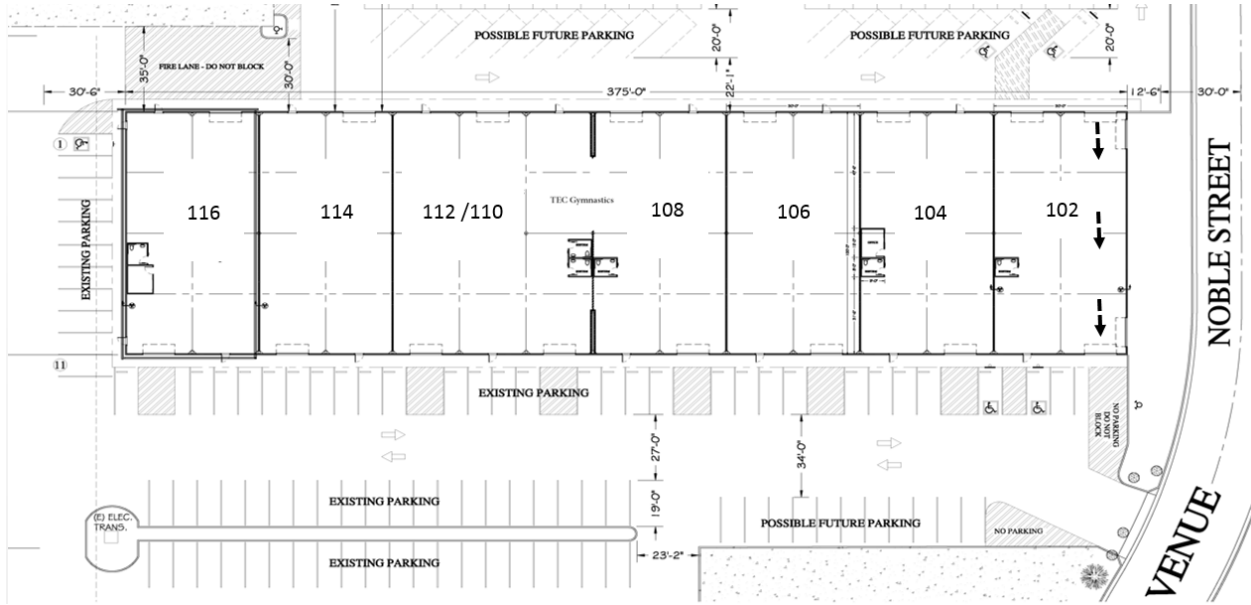 POSSIBLE FUTURE PARKING
POSSIBLE FUTURE PARKING
20'-0"
20'-0"
FIRE LANE - DO NOT BLOCK
35'-0"
30'-0"
22'-1"
30'-6"
375'-0"
12'-6"
30'-0"
1
EXISTING PARKING
116
114
112 /110
TEC Gymnastics
108
106
104
102
NOBLE STREET
11
EXISTING PARKING
NO PARKING
DO NOT
BLOCK
27'-0"
34'-0"
EXISTING PARKING
19'-0"
POSSIBLE FUTURE PARKING
NO PARKING
(E) ELEC.
TRANS.
EXISTING PARKING
23'-2"
VENUE